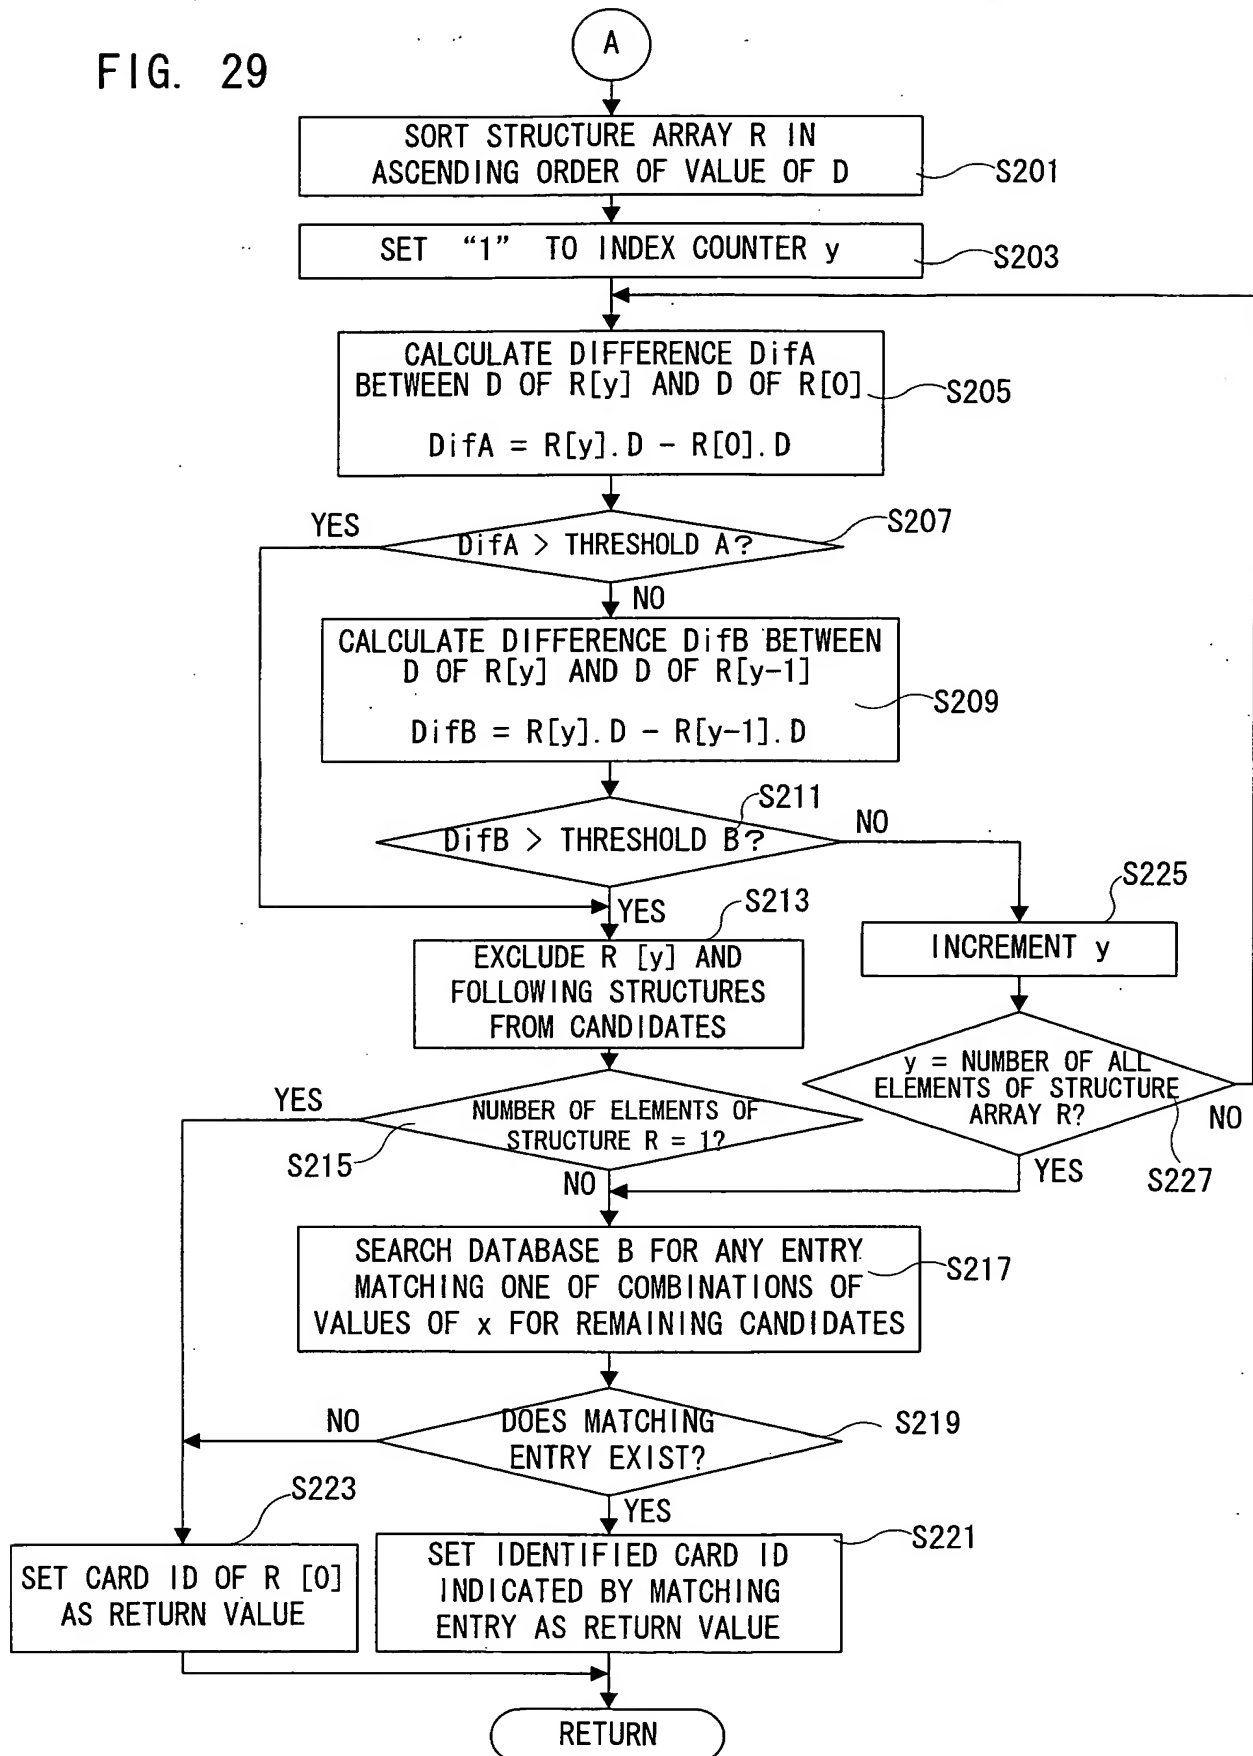 FIG. 29
A
SORT STRUCTURE ARRAY R IN
ASCENDING ORDER OF VALUE OF D
S201
SET "1" TO INDEX COUNTER y
S203
CALCULATE DIFFERENCE DifA
BETWEEN D OF R[y] AND D OF R[0]
DifA = R[y].D - R[0].D
S205
YES
DifA > THRESHOLD A?
S207
NO
CALCULATE DIFFERENCE DifB BETWEEN
D OF R[y] AND D OF R[y-1]
DifB = R[y].D - R[y-1].D
S209
DifB > THRESHOLD B?
S211
NO
YES
S213
S225
EXCLUDE R [y] AND
FOLLOWING STRUCTURES
FROM CANDIDATES
INCREMENT y
YES
NUMBER OF ELEMENTS OF
STRUCTURE R = 1?
S215
NO
y = NUMBER OF ALL
ELEMENTS OF STRUCTURE
ARRAY R?
NO
YES
S227
SEARCH DATABASE B FOR ANY ENTRY
MATCHING ONE OF COMBINATIONS OF
VALUES OF x FOR REMAINING CANDIDATES
S217
NO
DOES MATCHING
ENTRY EXIST?
S219
YES
S223
S221
SET CARD ID OF R [0]
AS RETURN VALUE
SET IDENTIFIED CARD ID
INDICATED BY MATCHING
ENTRY AS RETURN VALUE
RETURN